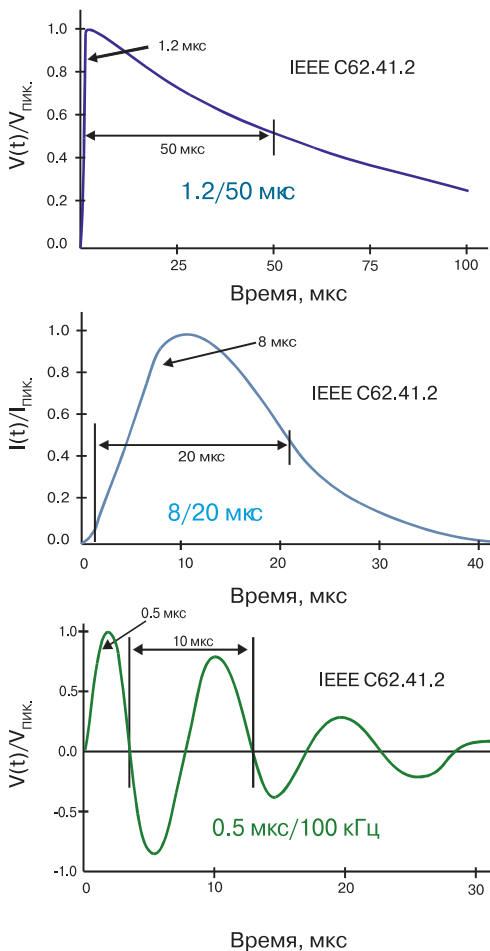 1.0
1.2 мкс
IEEE C62.41.2
0.8
V(t)/Vпик.
0.6
50 мкс
0.4
1.2/50 мкс
0.2
0.0
25
50
75
100
Время, мкс
1.0
8 мкс
0.8
IEEE C62.41.2
I(t)/Iпик.
0.6
20 мкс
0.4
0.2
8/20 мкс
0.0
0
10
20
30
40
Время, мкс
0.5 мкс
1.0
10 мкс
IEEE C62.41.2
0.5
V(t)/Vпик.
0.0
-0.5
0.5 мкс/100 кГц
-1.0
0
10
20
30
Время, мкс